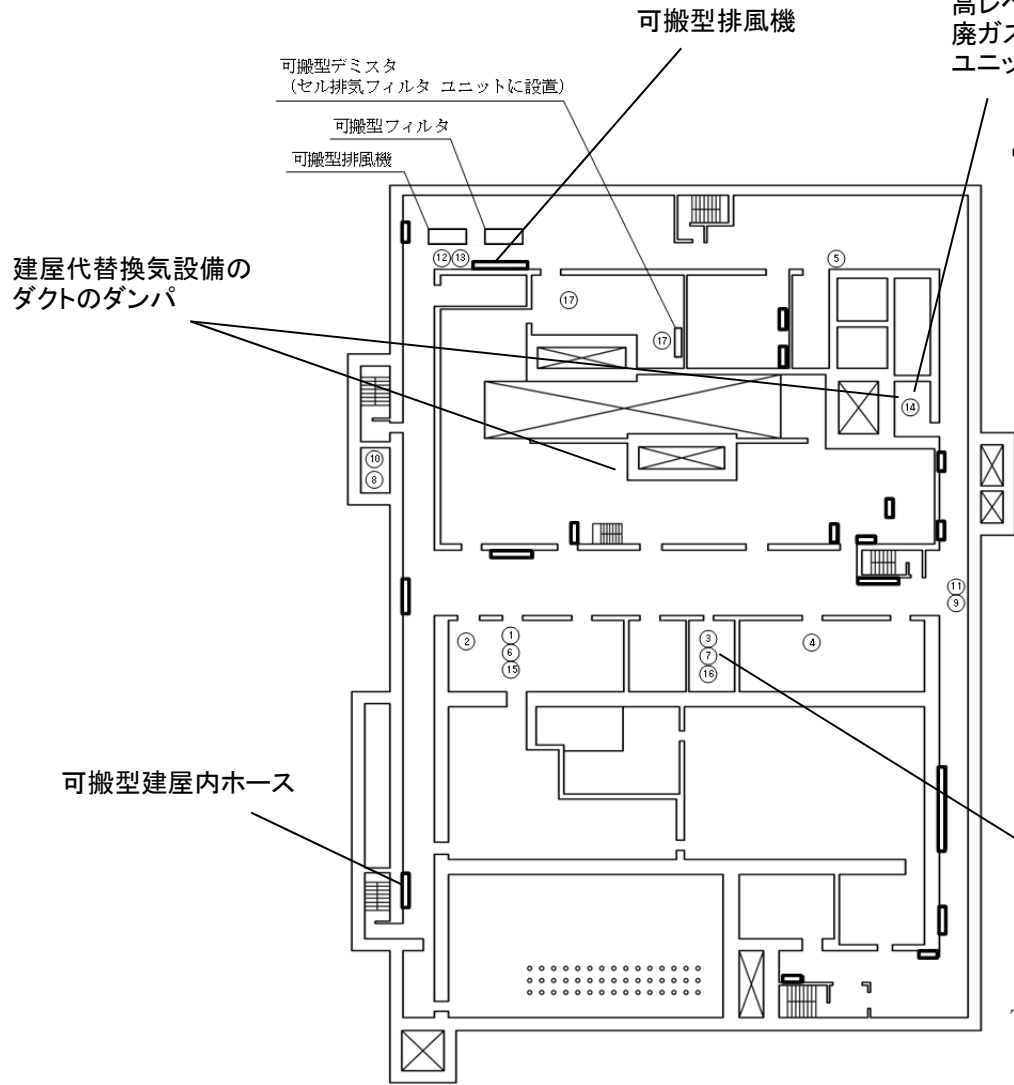 可搬型排風機
廃ガス
ユニッ
可搬型デミスタ
（セル排気フィルタ ユニットに設置）
可搬型フィルタ
可搬型排風機
建屋代替換気設備の
ダクトのダンパ
可搬型建屋内ホース
⑫⑬
⑤
⑰
⑰
⑭
⑩
⑧
⑪
⑨
②
①
⑥
⑮
③
⑦
⑯
④